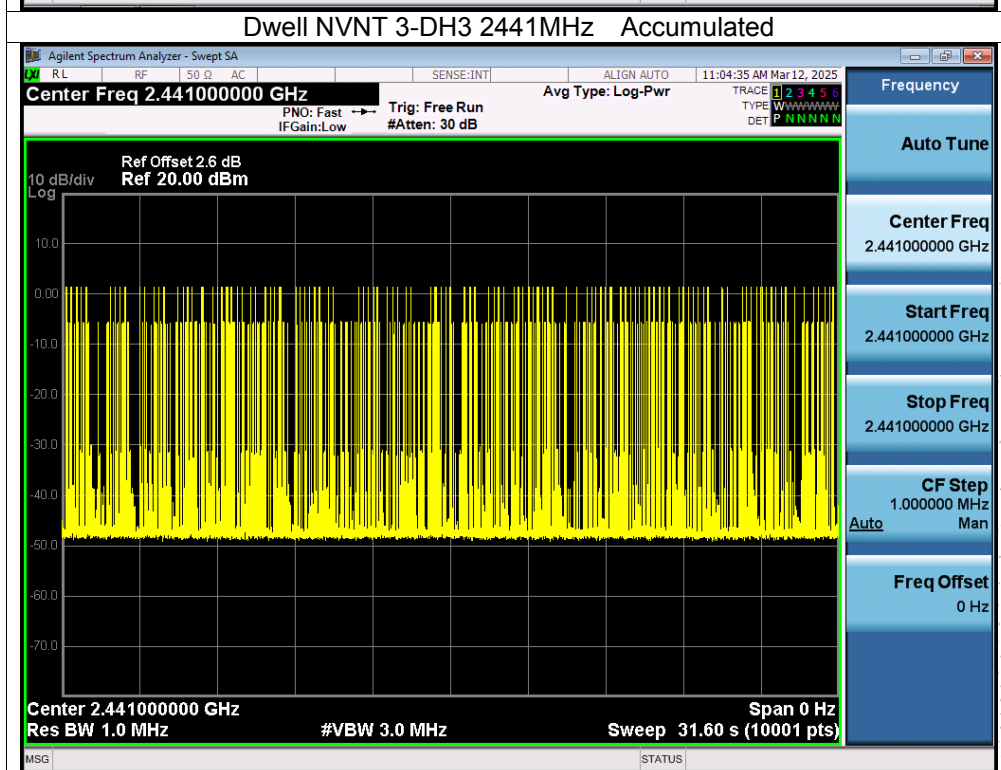 Dwell NVNT 3-DH3 2441MHz Accumulated
Agilent Spectrum Analyzer - Swept SA
LXI RL RF 50 Ω AC SENSE:INT ALIGN AUTO 11:04:35 AM Mar 12, 2025
Center Freq 2.441000000 GHz
PNO: Fast
IFGain:Low
Trig: Free Run
#Atten: 30 dB
Avg Type: Log-Pwr
TRACE 1 2 3 4 5 6
TYPE WWWWWWW
DET P N N N N N
Ref Offset 2.6 dB
10 dB/div Ref 20.00 dBm
Log
10.0
0.00
-10.0
-20.0
-30.0
-40.0
-50.0
-60.0
-70.0
Center 2.441000000 GHz Span 0 Hz
Res BW 1.0 MHz #VBW 3.0 MHz Sweep 31.60 s (10001 pts)
MSG STATUS
Frequency
Auto Tune
Center Freq
2.441000000 GHz
Start Freq
2.441000000 GHz
Stop Freq
2.441000000 GHz
CF Step
1.000000 MHz
Auto Man
Freq Offset
0 Hz